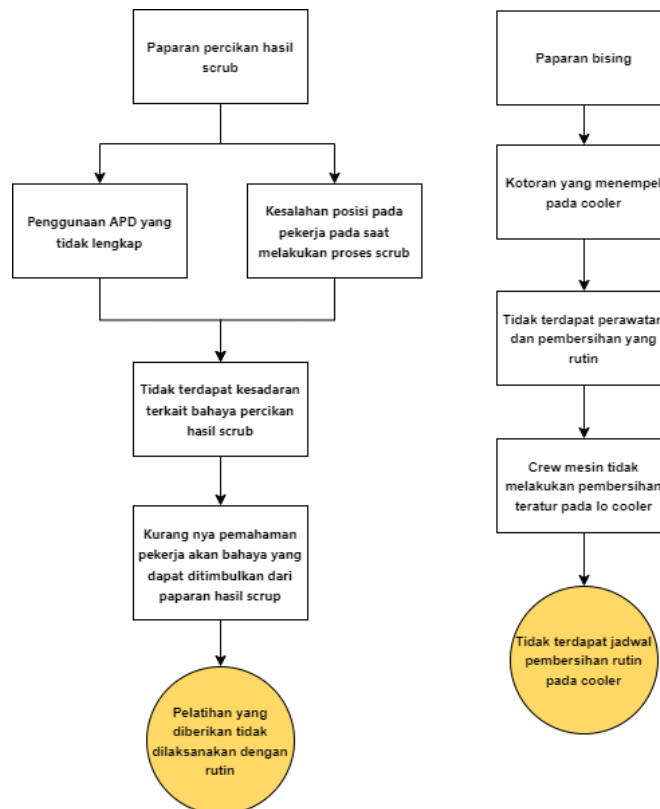 Paparan percikan hasil
scrub
Penggunaan APD yang
tidak lengkap
Kesalahan posisi pada
pekerja pada saat
melakukan proses scrub
Tidak terdapat kesadaran
terkait bahaya percikan
hasil scrub
Kurang nya pemahaman
pekerja akan bahaya yang
dapat ditimbulkan dari
paparan hasil scrup
Pelatihan yang
diberikan tidak
dilaksanakan dengan
rutin
Paparan bising
Kotoran yang menempel
pada cooler
Tidak terdapat perawatan
dan pembersihan yang
rutin
Crew mesin tidak
melakukan pembersihan
teratur pada lo cooler
Tidak terdapat jadwal
pembersihan rutin
pada cooler